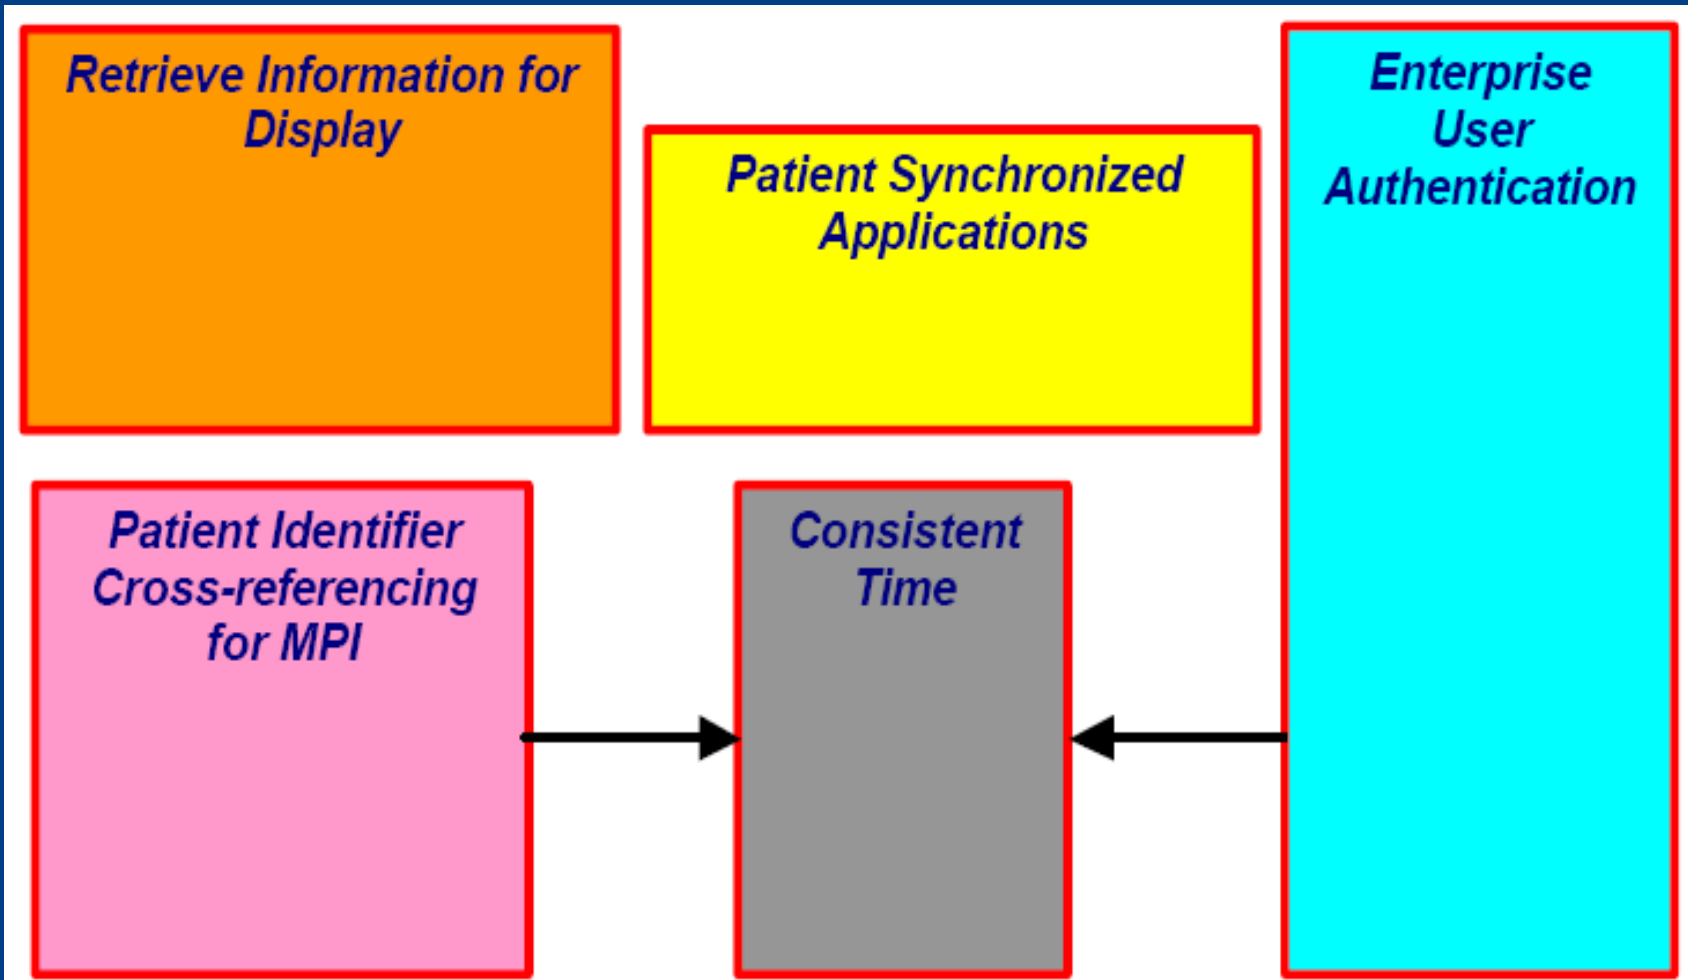 Retrieve Information for
Display
Patient Synchronized
Applications
Enterprise
User
Authentication
Patient Identifier
Cross-referencing
for MPI
Consistent
Time